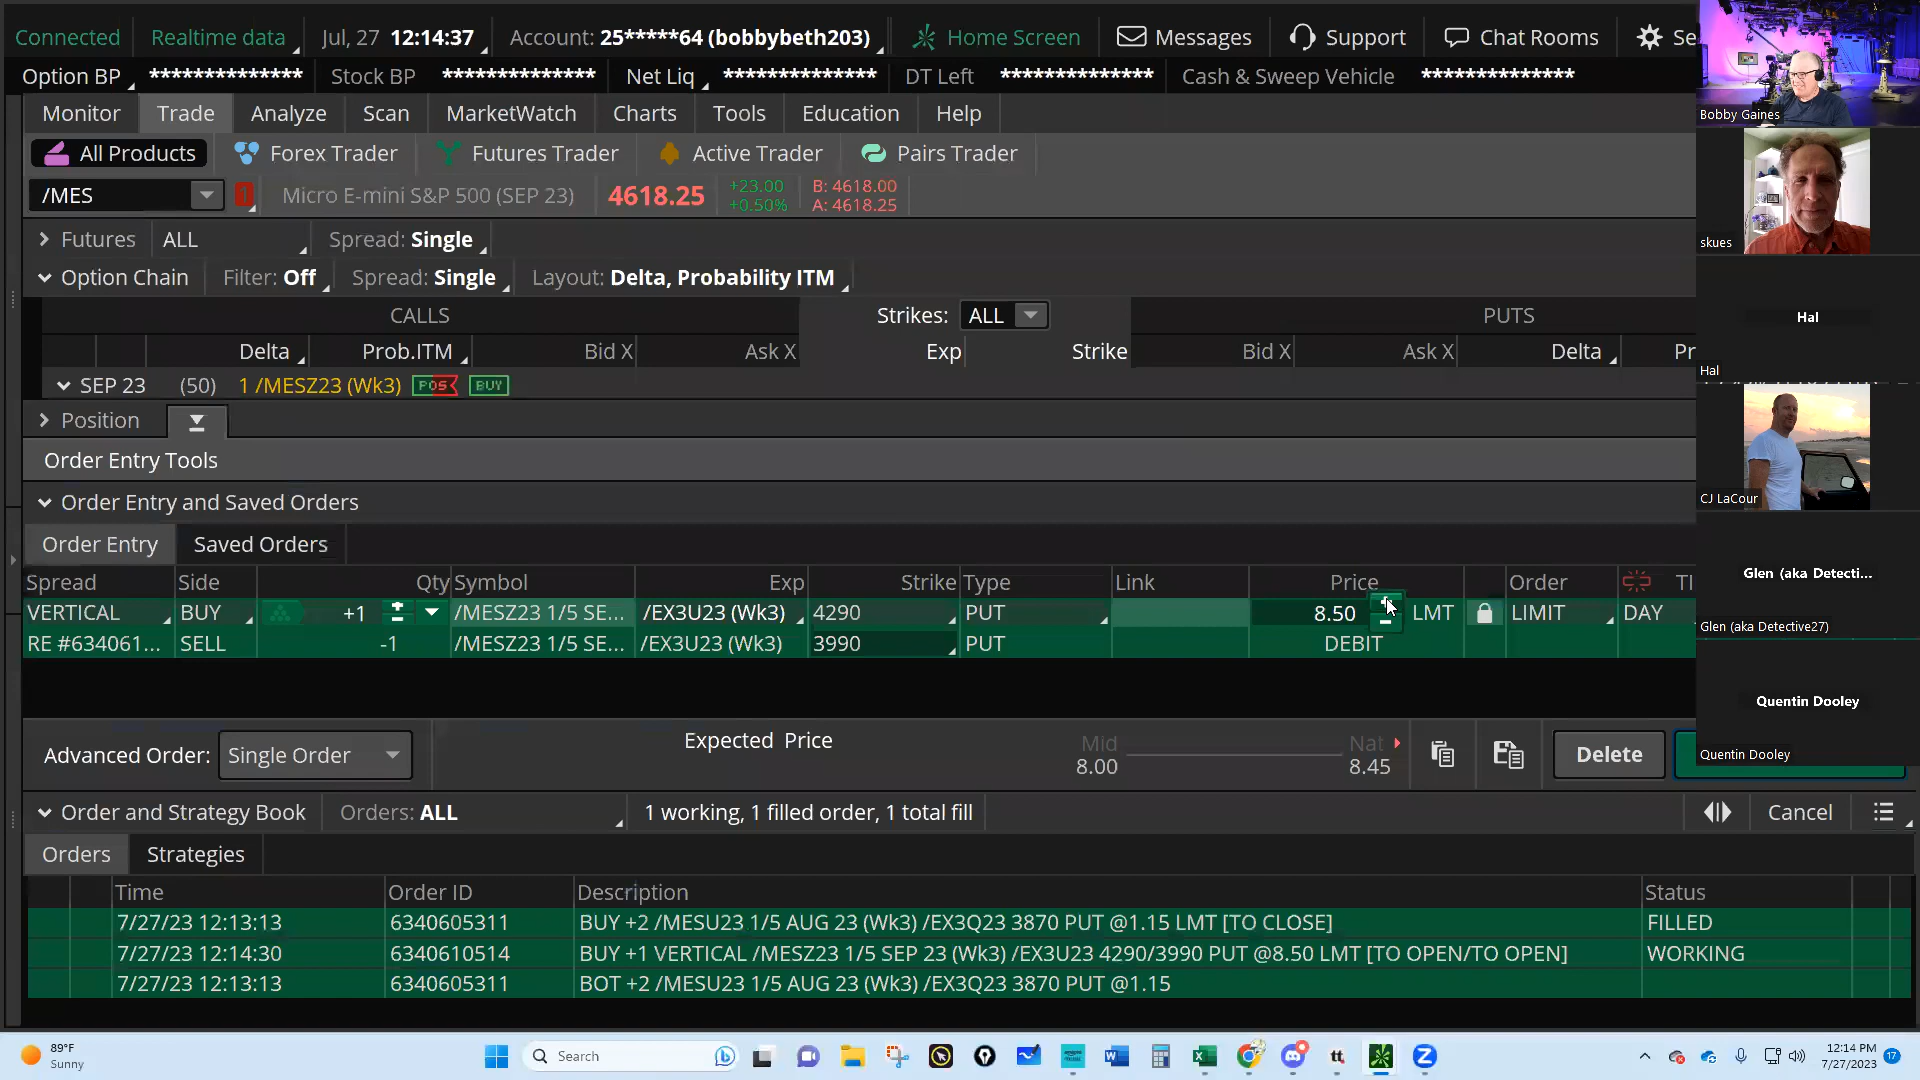 Connected Realtime data Jul, 27 12:14:37 Account: 25*****64 (bobbybeth203) Home Screen Messages Support Chat Rooms Se
Option BP ************** Stock BP ************** Net Liq ************** DT Left ************** Cash & Sweep Vehicle **************
Monitor Trade Analyze Scan MarketWatch Charts Tools Education Help
All Products Forex Trader Futures Trader Active Trader Pairs Trader
/MES 1 Micro E-mini S&P 500 (SEP 23) 4618.25 +23.00 B: 4618.00
+0.50% A: 4618.25
Futures ALL Spread: Single
Option Chain Filter: Off Spread: Single Layout: Delta, Probability ITM
CALLS Strikes: ALL PUTS
Delta Prob.ITM Bid X Ask X Exp Strike Bid X Ask X Delta Pr
SEP 23 (50) 1 /MESZ23 (Wk3) POS BUY
Position
Order Entry Tools
Order Entry and Saved Orders
Order Entry Saved Orders
Spread Side Qty Symbol Exp Strike Type Link Price Order TI
VERTICAL BUY +1 /MESZ23 1/5 SE... /EX3U23 (Wk3) 4290 PUT 8.50 LMT LIMIT DAY
RE #634061... SELL -1 /MESZ23 1/5 SE... /EX3U23 (Wk3) 3990 PUT DEBIT
Advanced Order: Single Order Expected Price Mid Nat Delete
8.00 8.45
Order and Strategy Book Orders: ALL 1 working, 1 filled order, 1 total fill Cancel
Orders Strategies
Time Order ID Description Status
7/27/23 12:13:13 6340605311 BUY +2 /MESU23 1/5 AUG 23 (Wk3) /EX3Q23 3870 PUT @1.15 LMT [TO CLOSE] FILLED
7/27/23 12:14:30 6340610514 BUY +1 VERTICAL /MESZ23 1/5 SEP 23 (Wk3) /EX3U23 4290/3990 PUT @8.50 LMT [TO OPEN/TO OPEN] WORKING
7/27/23 12:13:13 6340605311 BOT +2 /MESU23 1/5 AUG 23 (Wk3) /EX3Q23 3870 PUT @1.15
Bobby Gaines
skues
Hal
Hal
CJ LaCour
Glen (aka Detecti...
Glen (aka Detective27)
Quentin Dooley
Quentin Dooley
89°F
Sunny
Search
tt
12:14 PM
7/27/2023
17